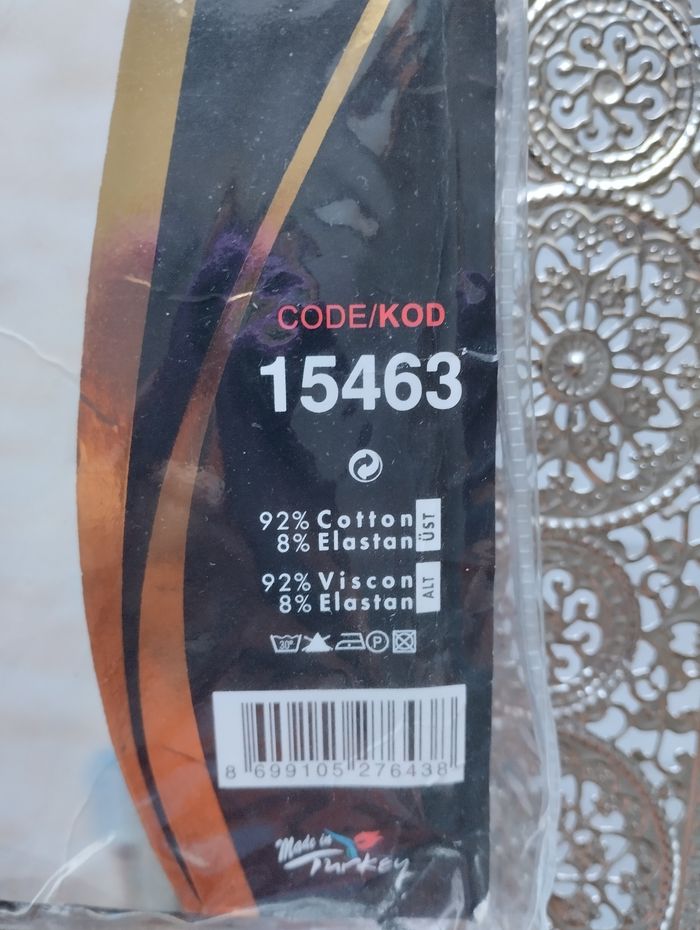 CODE/KOD
15463
92% Cotton
8% Elastan
ÜST
92% Viscon
8% Elastan
ALT
30° P
8 699105 276438
Made in
Turkey